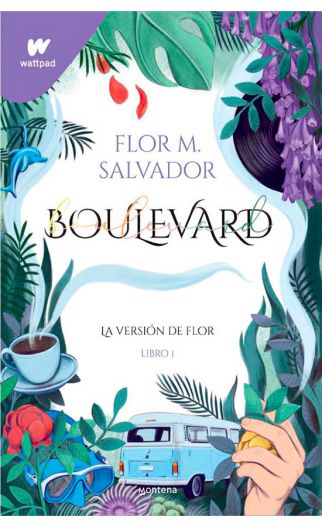 wattpad
FLOR M.
SALVADOR
BOULEVARD
LA VERSIÓN DE FLOR
LIBRO 1
Montena